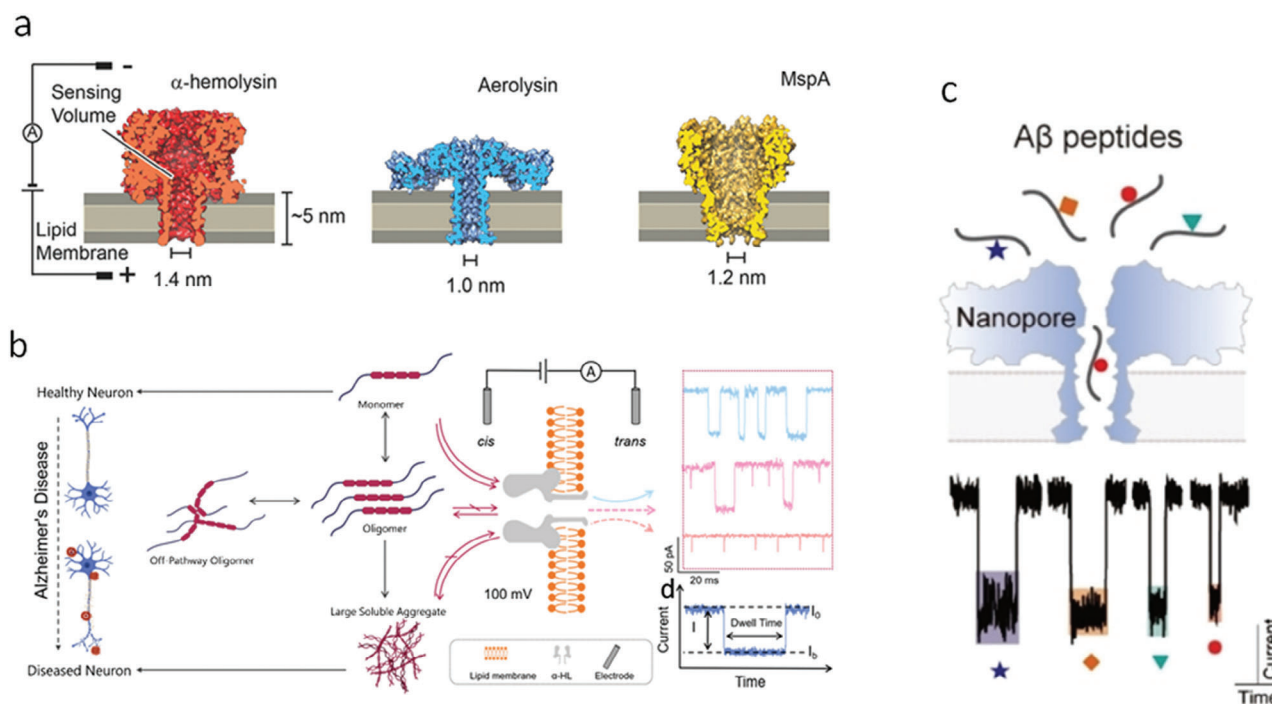 a
-
α-hemolysin
Sensing
Volume
A
Lipid
Membrane
+
1.4 nm
~5 nm
Aerolysin
1.0 nm
MspA
1.2 nm
b
Healthy Neuron
Alzheimer's Disease
Diseased Neuron
Off-Pathway Oligomer
Monomer
Oligomer
Large Soluble Aggregate
A
cis
trans
100 mV
Lipid membrane
α-HL
Electrode
50 pA
20 ms
d
Current
I₀
I
Dwell Time
I_b
Time
c
Aβ peptides
Nanopore
Current
Time